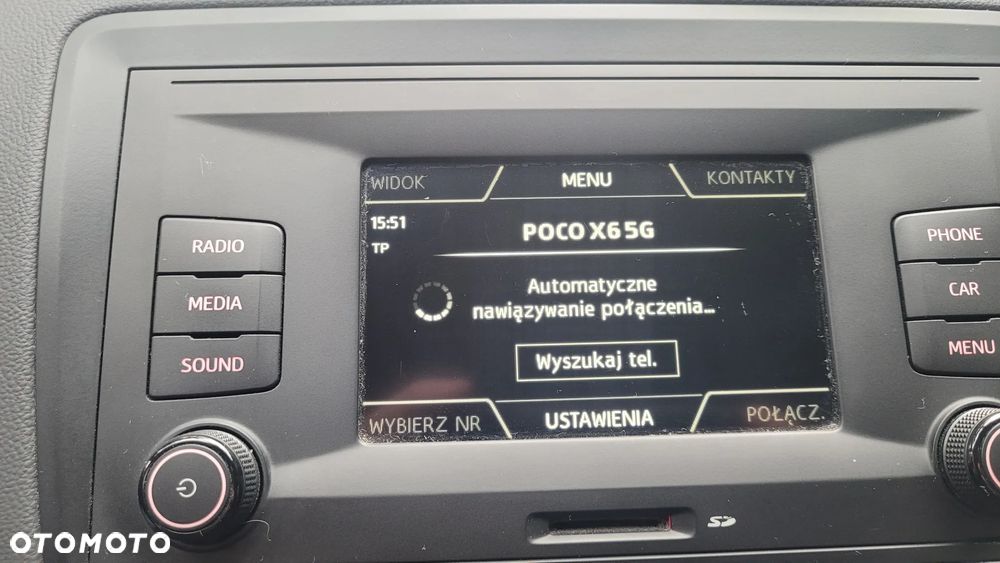 WIDOK
MENU
KONTAKTY
15:51
TP
POCO X6 5G
Automatyczne
nawiązywanie połączenia...
Wyszukaj tel.
WYBIERZ NR
USTAWIENIA
POŁĄCZ.
RADIO
MEDIA
SOUND
PHONE
CAR
MENU
SD
OTOMOTO